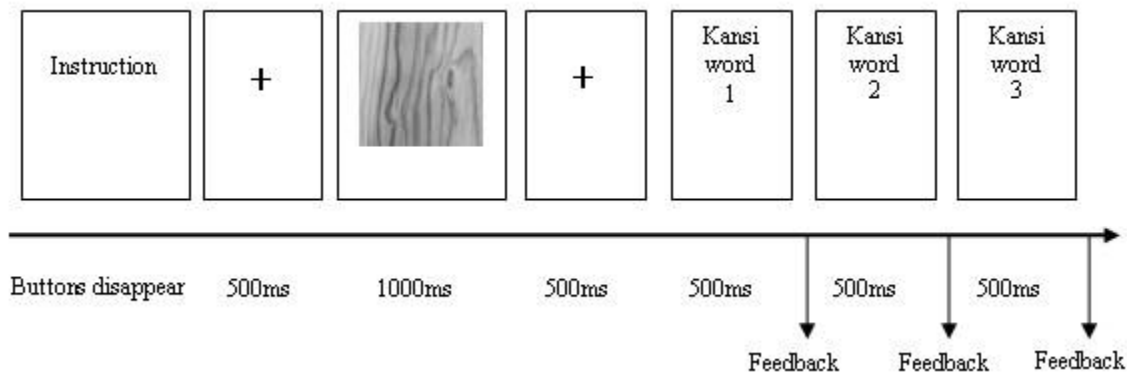 Instruction
+
+
Kansi
word
1
Kansi
word
2
Kansi
word
3
Buttons disappear
500ms
1000ms
500ms
500ms
500ms
500ms
Feedback
Feedback
Feedback